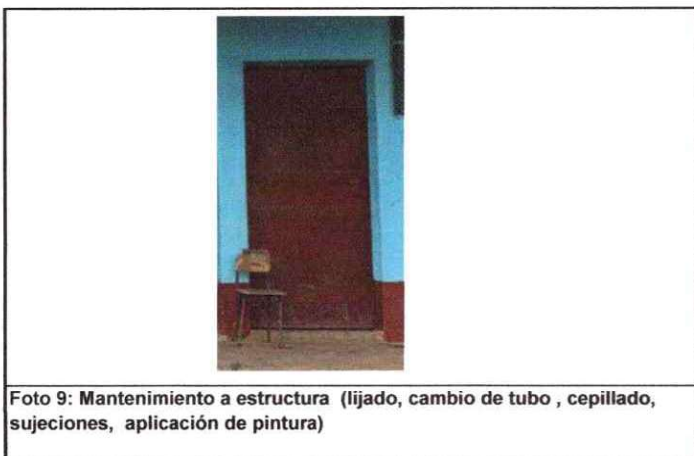 Foto 9: Mantenimiento a estructura (lijado, cambio de tubo , cepillado,
sujeciones, aplicación de pintura)